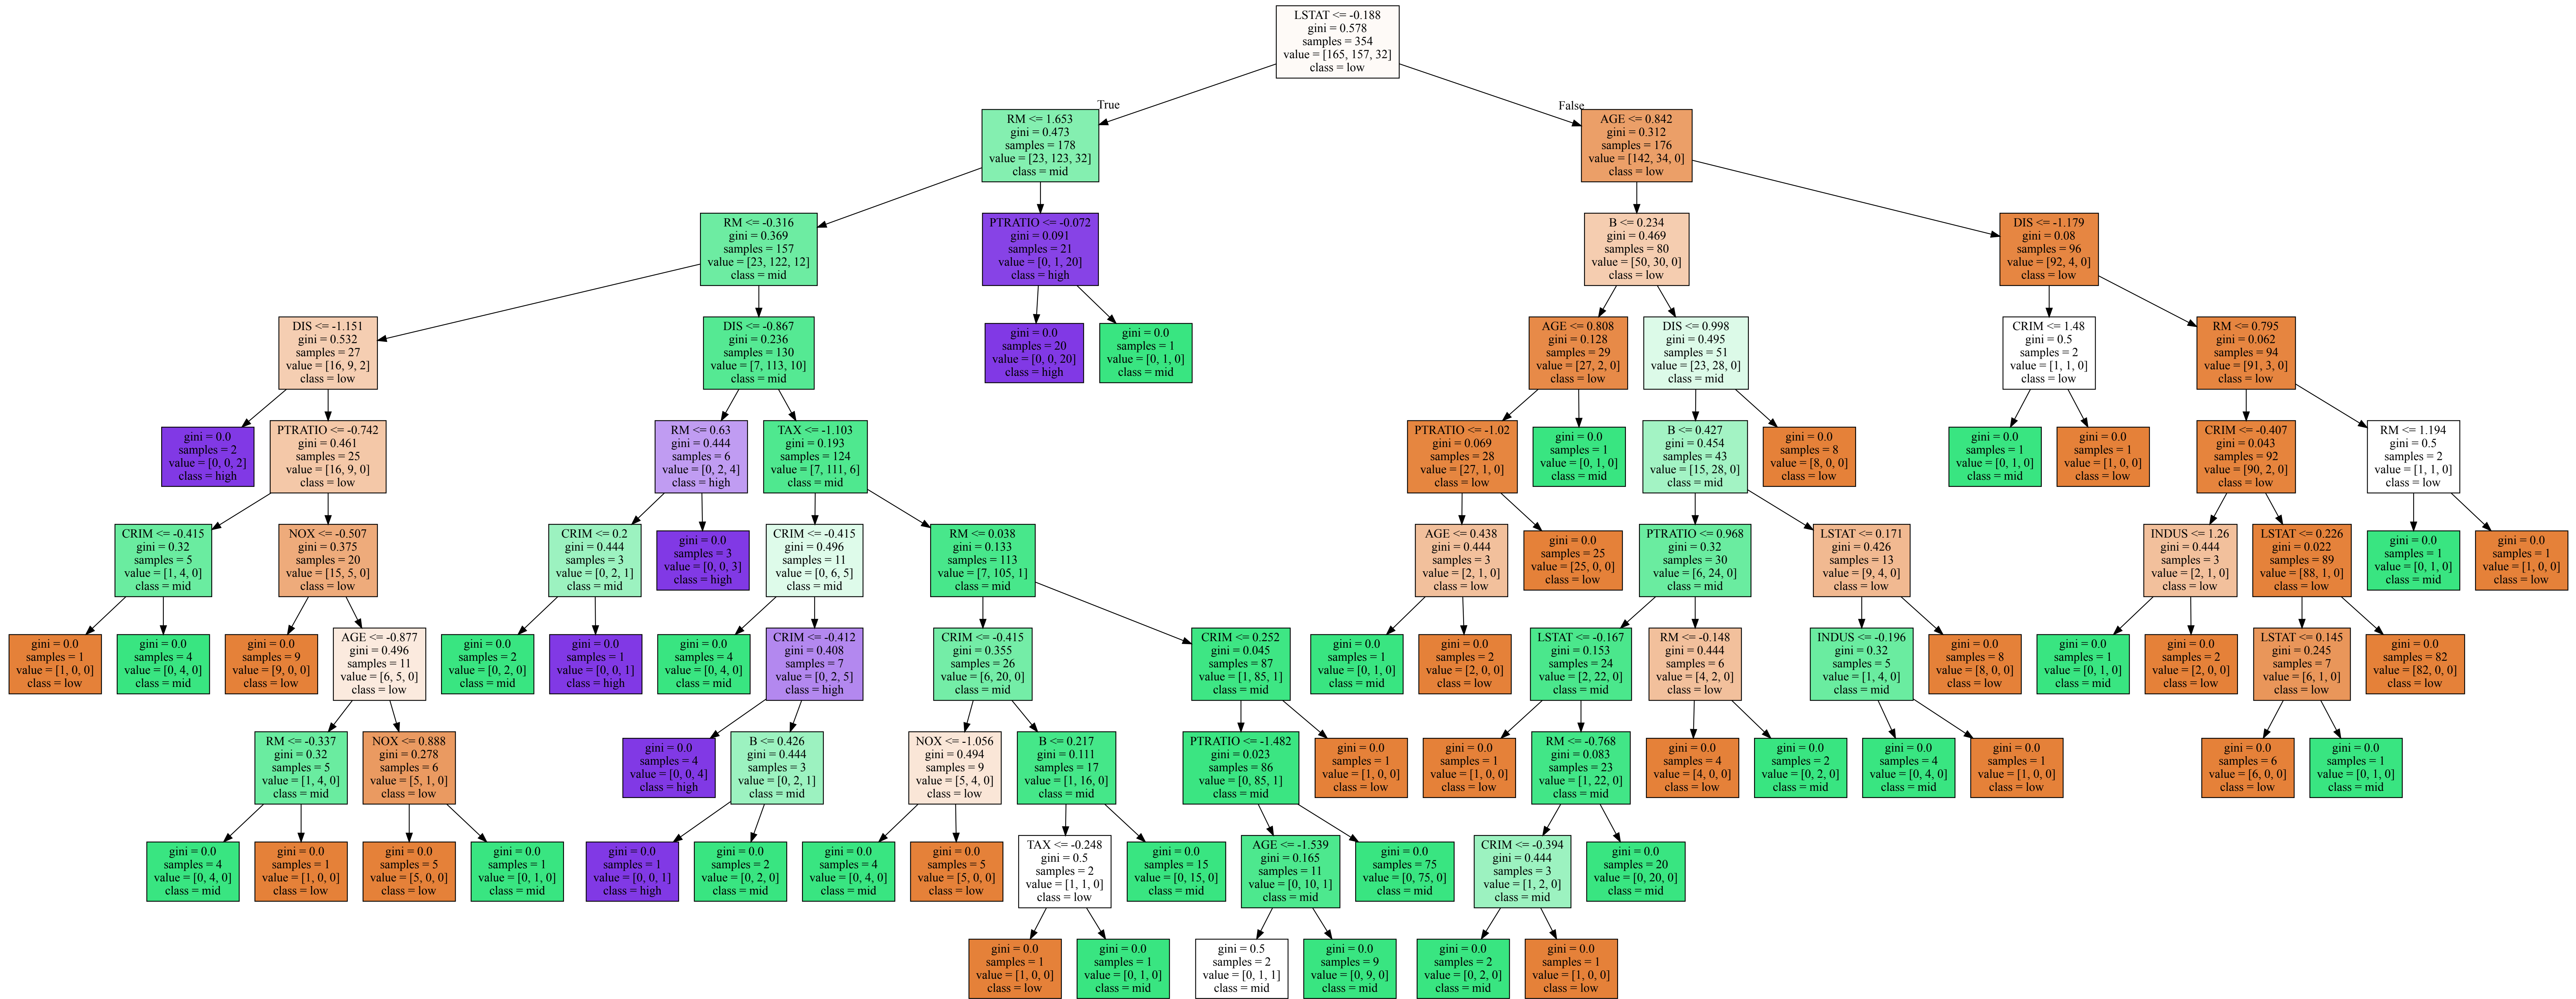 LSTAT <= -0.188
gini = 0.578
samples = 354
value = [165, 157, 32]
class = low
True
False
RM <= 1.653
gini = 0.473
samples = 178
value = [23, 123, 32]
class = mid
AGE <= 0.842
gini = 0.312
samples = 176
value = [142, 34, 0]
class = low
RM <= -0.316
gini = 0.369
samples = 157
value = [23, 122, 12]
class = mid
PTRATIO <= -0.072
gini = 0.091
samples = 21
value = [0, 1, 20]
class = high
B <= 0.234
gini = 0.469
samples = 80
value = [50, 30, 0]
class = low
DIS <= -1.179
gini = 0.08
samples = 96
value = [92, 4, 0]
class = low
DIS <= -1.151
gini = 0.532
samples = 27
value = [16, 9, 2]
class = low
DIS <= -0.867
gini = 0.236
samples = 130
value = [7, 113, 10]
class = mid
gini = 0.0
samples = 20
value = [0, 0, 20]
class = high
gini = 0.0
samples = 1
value = [0, 1, 0]
class = mid
AGE <= 0.808
gini = 0.128
samples = 29
value = [27, 2, 0]
class = low
DIS <= 0.998
gini = 0.495
samples = 51
value = [23, 28, 0]
class = mid
CRIM <= 1.48
gini = 0.5
samples = 2
value = [1, 1, 0]
class = low
RM <= 0.795
gini = 0.062
samples = 94
value = [91, 3, 0]
class = low
gini = 0.0
samples = 2
value = [0, 0, 2]
class = high
PTRATIO <= -0.742
gini = 0.461
samples = 25
value = [16, 9, 0]
class = low
RM <= 0.63
gini = 0.444
samples = 6
value = [0, 2, 4]
class = high
TAX <= -1.103
gini = 0.193
samples = 124
value = [7, 111, 6]
class = mid
PTRATIO <= -1.02
gini = 0.069
samples = 28
value = [27, 1, 0]
class = low
gini = 0.0
samples = 1
value = [0, 1, 0]
class = mid
B <= 0.427
gini = 0.454
samples = 43
value = [15, 28, 0]
class = mid
gini = 0.0
samples = 8
value = [8, 0, 0]
class = low
gini = 0.0
samples = 1
value = [0, 1, 0]
class = mid
gini = 0.0
samples = 1
value = [1, 0, 0]
class = low
CRIM <= -0.407
gini = 0.043
samples = 92
value = [90, 2, 0]
class = low
RM <= 1.194
gini = 0.5
samples = 2
value = [1, 1, 0]
class = low
CRIM <= -0.415
gini = 0.32
samples = 5
value = [1, 4, 0]
class = mid
NOX <= -0.507
gini = 0.375
samples = 20
value = [15, 5, 0]
class = low
CRIM <= 0.2
gini = 0.444
samples = 3
value = [0, 2, 1]
class = mid
gini = 0.0
samples = 3
value = [0, 0, 3]
class = high
CRIM <= -0.415
gini = 0.496
samples = 11
value = [0, 6, 5]
class = mid
RM <= 0.038
gini = 0.133
samples = 113
value = [7, 105, 1]
class = mid
AGE <= 0.438
gini = 0.444
samples = 3
value = [2, 1, 0]
class = low
gini = 0.0
samples = 25
value = [25, 0, 0]
class = low
PTRATIO <= 0.968
gini = 0.32
samples = 30
value = [6, 24, 0]
class = mid
LSTAT <= 0.171
gini = 0.426
samples = 13
value = [9, 4, 0]
class = low
INDUS <= 1.26
gini = 0.444
samples = 3
value = [2, 1, 0]
class = low
LSTAT <= 0.226
gini = 0.022
samples = 89
value = [88, 1, 0]
class = low
gini = 0.0
samples = 1
value = [0, 1, 0]
class = mid
gini = 0.0
samples = 1
value = [1, 0, 0]
class = low
gini = 0.0
samples = 1
value = [1, 0, 0]
class = low
gini = 0.0
samples = 4
value = [0, 4, 0]
class = mid
gini = 0.0
samples = 9
value = [9, 0, 0]
class = low
AGE <= -0.877
gini = 0.496
samples = 11
value = [6, 5, 0]
class = low
gini = 0.0
samples = 2
value = [0, 2, 0]
class = mid
gini = 0.0
samples = 1
value = [0, 0, 1]
class = high
gini = 0.0
samples = 4
value = [0, 4, 0]
class = mid
CRIM <= -0.412
gini = 0.408
samples = 7
value = [0, 2, 5]
class = high
CRIM <= -0.415
gini = 0.355
samples = 26
value = [6, 20, 0]
class = mid
CRIM <= 0.252
gini = 0.045
samples = 87
value = [1, 85, 1]
class = mid
gini = 0.0
samples = 1
value = [0, 1, 0]
class = mid
gini = 0.0
samples = 2
value = [2, 0, 0]
class = low
LSTAT <= -0.167
gini = 0.153
samples = 24
value = [2, 22, 0]
class = mid
RM <= -0.148
gini = 0.444
samples = 6
value = [4, 2, 0]
class = low
INDUS <= -0.196
gini = 0.32
samples = 5
value = [1, 4, 0]
class = mid
gini = 0.0
samples = 8
value = [8, 0, 0]
class = low
gini = 0.0
samples = 1
value = [0, 1, 0]
class = mid
gini = 0.0
samples = 2
value = [2, 0, 0]
class = low
LSTAT <= 0.145
gini = 0.245
samples = 7
value = [6, 1, 0]
class = low
gini = 0.0
samples = 82
value = [82, 0, 0]
class = low
RM <= -0.337
gini = 0.32
samples = 5
value = [1, 4, 0]
class = mid
NOX <= 0.888
gini = 0.278
samples = 6
value = [5, 1, 0]
class = low
gini = 0.0
samples = 4
value = [0, 0, 4]
class = high
B <= 0.426
gini = 0.444
samples = 3
value = [0, 2, 1]
class = mid
NOX <= -1.056
gini = 0.494
samples = 9
value = [5, 4, 0]
class = low
B <= 0.217
gini = 0.111
samples = 17
value = [1, 16, 0]
class = mid
PTRATIO <= -1.482
gini = 0.023
samples = 86
value = [0, 85, 1]
class = mid
gini = 0.0
samples = 1
value = [1, 0, 0]
class = low
gini = 0.0
samples = 1
value = [1, 0, 0]
class = low
RM <= -0.768
gini = 0.083
samples = 23
value = [1, 22, 0]
class = mid
gini = 0.0
samples = 4
value = [4, 0, 0]
class = low
gini = 0.0
samples = 2
value = [0, 2, 0]
class = mid
gini = 0.0
samples = 4
value = [0, 4, 0]
class = mid
gini = 0.0
samples = 1
value = [1, 0, 0]
class = low
gini = 0.0
samples = 6
value = [6, 0, 0]
class = low
gini = 0.0
samples = 1
value = [0, 1, 0]
class = mid
gini = 0.0
samples = 4
value = [0, 4, 0]
class = mid
gini = 0.0
samples = 1
value = [1, 0, 0]
class = low
gini = 0.0
samples = 5
value = [5, 0, 0]
class = low
gini = 0.0
samples = 1
value = [0, 1, 0]
class = mid
gini = 0.0
samples = 1
value = [0, 0, 1]
class = high
gini = 0.0
samples = 2
value = [0, 2, 0]
class = mid
gini = 0.0
samples = 4
value = [0, 4, 0]
class = mid
gini = 0.0
samples = 5
value = [5, 0, 0]
class = low
TAX <= -0.248
gini = 0.5
samples = 2
value = [1, 1, 0]
class = low
gini = 0.0
samples = 15
value = [0, 15, 0]
class = mid
AGE <= -1.539
gini = 0.165
samples = 11
value = [0, 10, 1]
class = mid
gini = 0.0
samples = 75
value = [0, 75, 0]
class = mid
CRIM <= -0.394
gini = 0.444
samples = 3
value = [1, 2, 0]
class = mid
gini = 0.0
samples = 20
value = [0, 20, 0]
class = mid
gini = 0.0
samples = 1
value = [1, 0, 0]
class = low
gini = 0.0
samples = 1
value = [0, 1, 0]
class = mid
gini = 0.5
samples = 2
value = [0, 1, 1]
class = mid
gini = 0.0
samples = 9
value = [0, 9, 0]
class = mid
gini = 0.0
samples = 2
value = [0, 2, 0]
class = mid
gini = 0.0
samples = 1
value = [1, 0, 0]
class = low